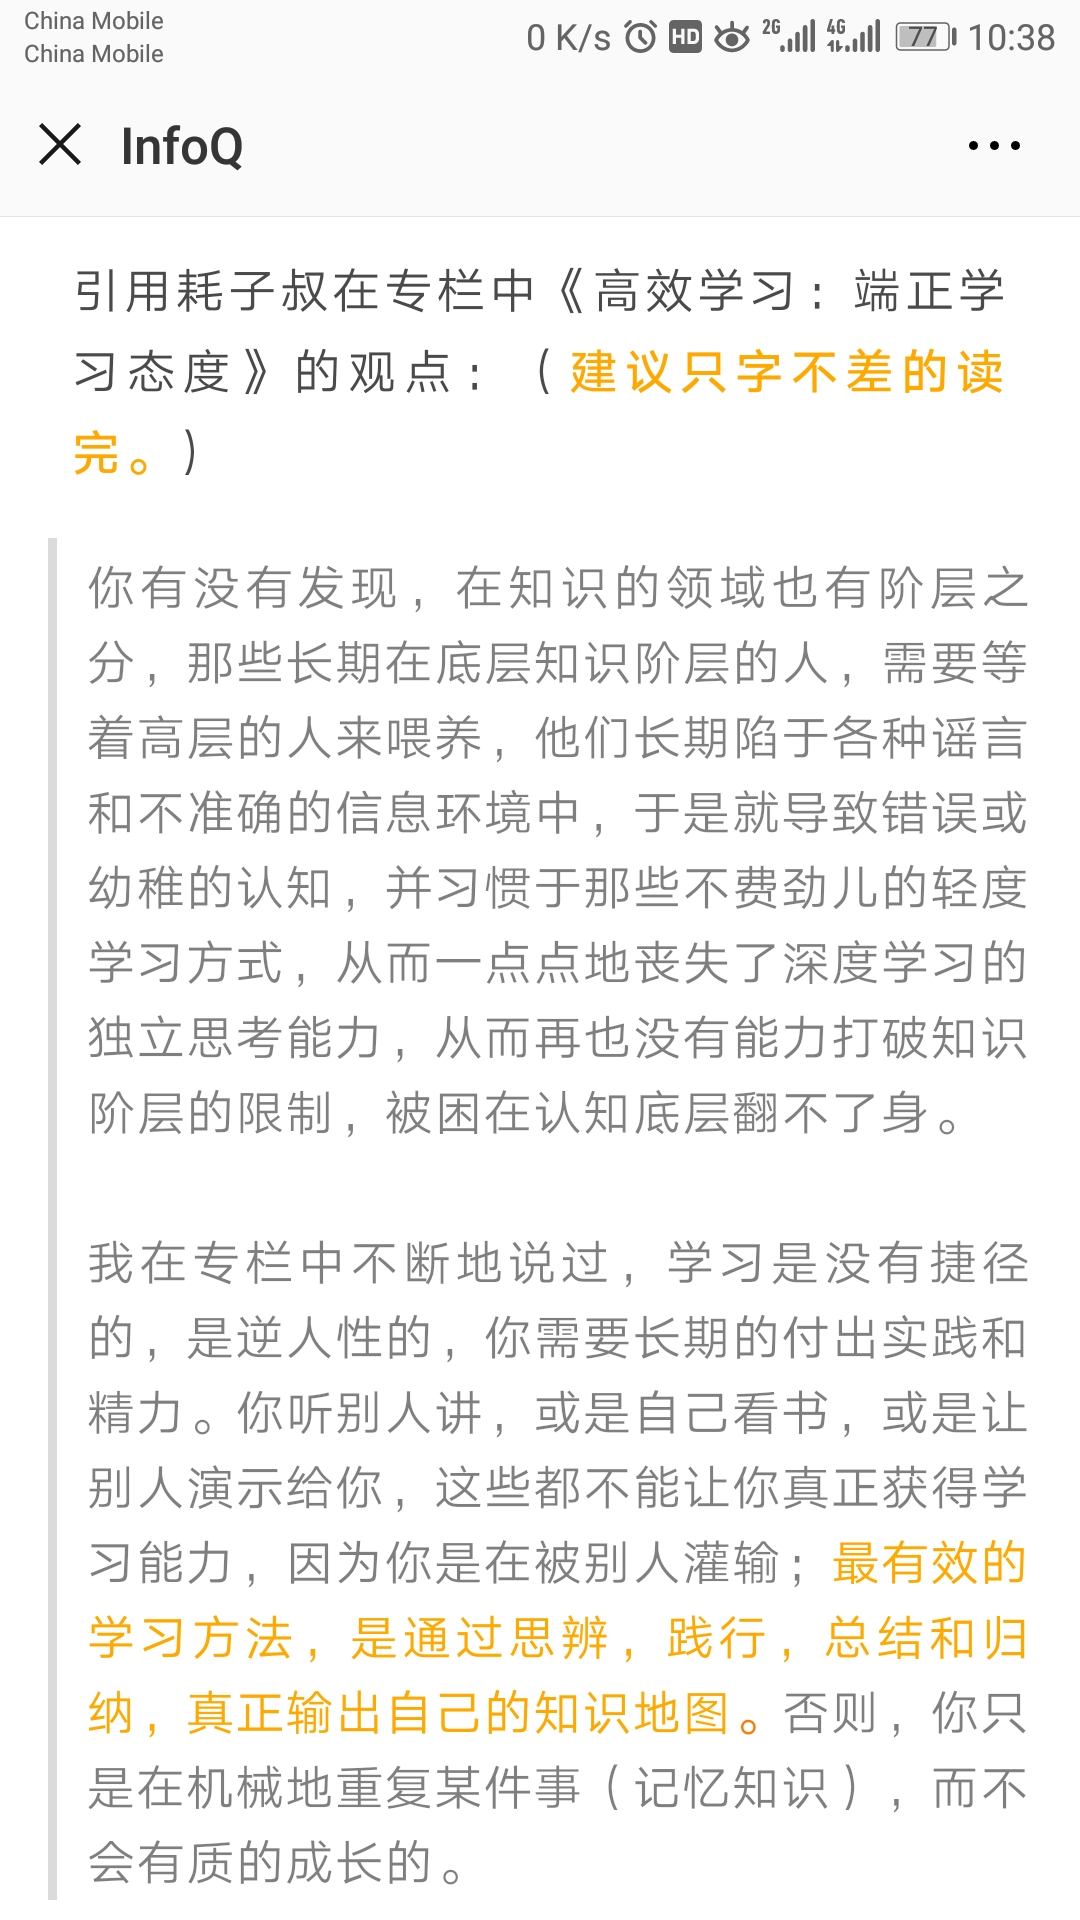 China Mobile
China Mobile
0 K/s HD 2G 4G 77 10:38
InfoQ
引用耗子叔在专栏中《高效学习：端正学
习态度》的观点：（建议只字不差的读
完。）
你有没有发现，在知识的领域也有阶层之
分，那些长期在底层知识阶层的人，需要等
着高层的人来喂养，他们长期陷于各种谣言
和不准确的信息环境中，于是就导致错误或
幼稚的认知，并习惯于那些不费劲儿的轻度
学习方式，从而一点点地丧失了深度学习的
独立思考能力，从而再也没有能力打破知识
阶层的限制，被困在认知底层翻不了身。
我在专栏中不断地说过，学习是没有捷径
的，是逆人性的，你需要长期的付出实践和
精力。你听别人讲，或是自己看书，或是让
别人演示给你，这些都不能让你真正获得学
习能力，因为你是在被别人灌输；最有效的
学习方法，是通过思辨，践行，总结和归
纳，真正输出自己的知识地图。否则，你只
是在机械地重复某件事（记忆知识），而不
会有质的成长的。